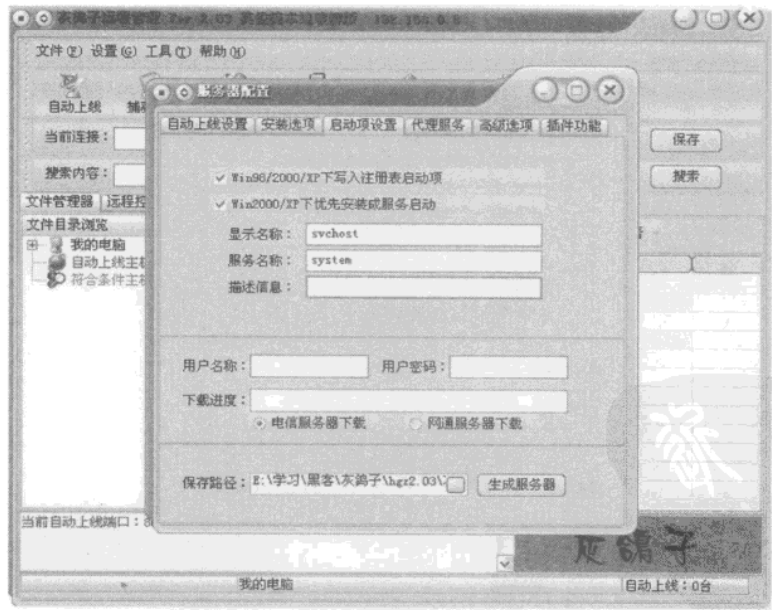 文件(F) 设置(G) 工具(T) 帮助(H)
自动上线
服务器配置
自动上线设置 安装选项 启动项设置 代理服务 高级选项 插件功能
当前连接：
保存
搜索内容：
搜索
Win98/2000/XP下写入注册表启动项
Win2000/XP下优先安装成服务启动
文件管理器 远程控
文件目录浏览
我的电脑
自动上线主机
符合条件主机
显示名称： svchost
服务名称： system
描述信息：
用户名称： 用户密码：
下载进度：
电信服务器下载 网通服务器下载
保存路径： E:\学习\黑客\灰鸽子\hgz2.03\ 生成服务器
当前自动上线端口：8
灰鸽子
我的电脑
自动上线：0台